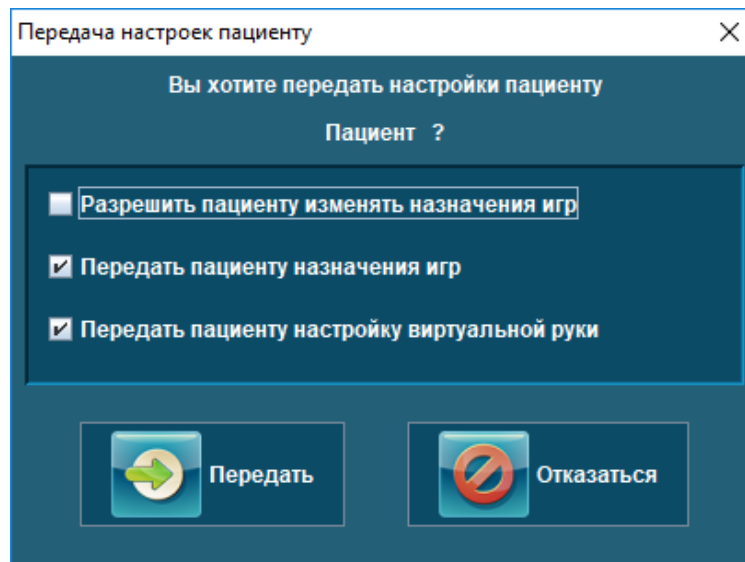 Передача настроек пациенту
Вы хотите передать настройки пациенту
Пациент ?
Разрешить пациенту изменять назначения игр
Передать пациенту назначения игр
Передать пациенту настройку виртуальной руки
Передать
Отказаться